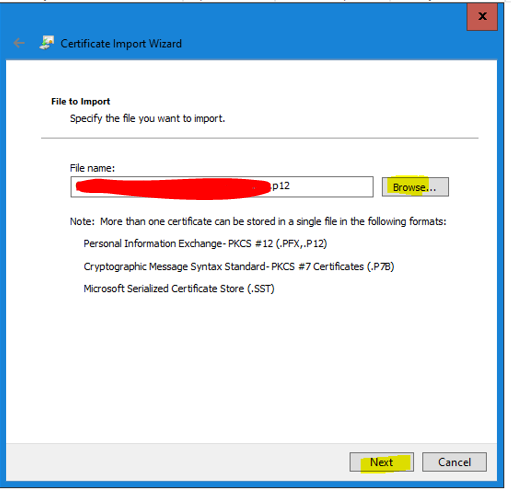 x
Certificate Import Wizard
File to Import
Specify the file you want to import.
File name:
.p12
Browse...
Note: More than one certificate can be stored in a single file in the following formats:
Personal Information Exchange- PKCS #12 (.PFX,.P12)
Cryptographic Message Syntax Standard- PKCS #7 Certificates (.P7B)
Microsoft Serialized Certificate Store (.SST)
Next
Cancel